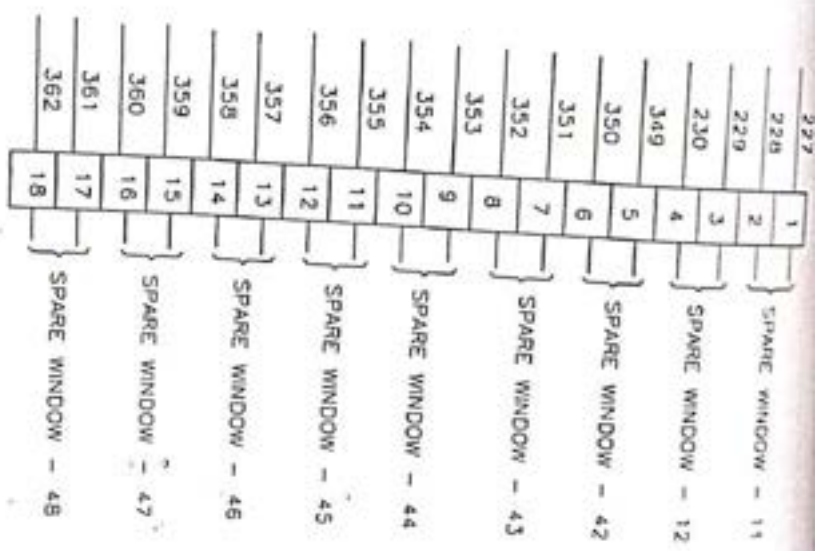 227 1
228 2 SPARE WINDOW - 11
229 3
230 4 SPARE WINDOW - 12
349 5
350 6 SPARE WINDOW - 42
351 7
352 8 SPARE WINDOW - 43
353 9
354 10 SPARE WINDOW - 44
355 11
356 12 SPARE WINDOW - 45
357 13
358 14 SPARE WINDOW - 46
359 15
360 16 SPARE WINDOW - 47
361 17
362 18 SPARE WINDOW - 48